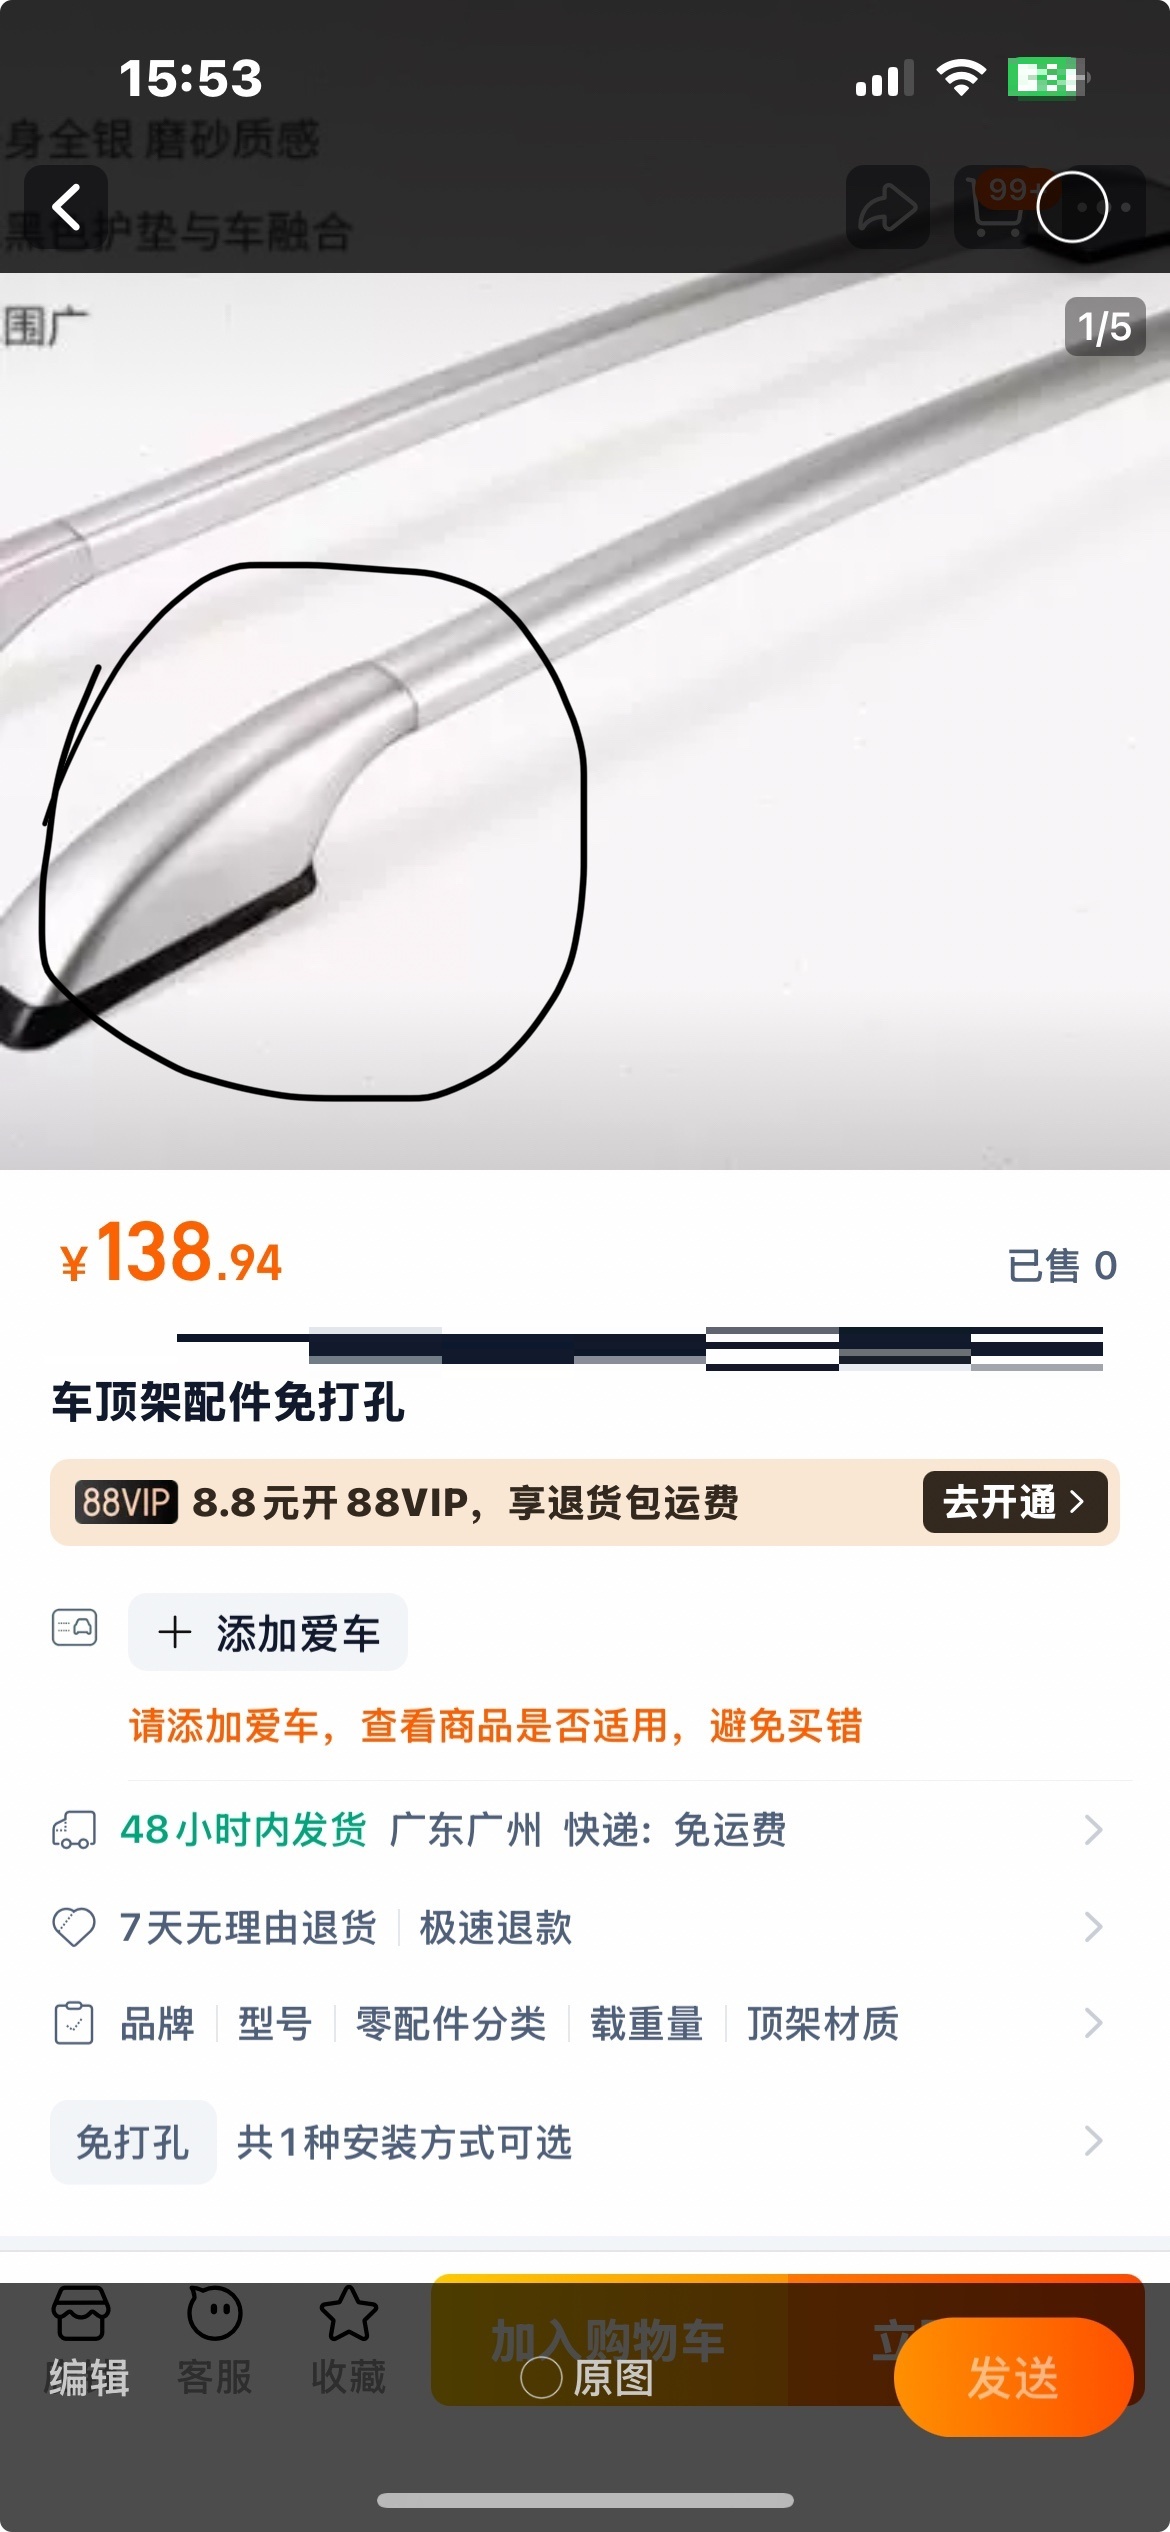 15:53
身全银 磨砂质感
99+
黑色护垫与车融合
围广
1/5
¥138.94
已售 0
车顶架配件免打孔
88VIP 8.8元开88VIP，享退货包运费 去开通
添加爱车
请添加爱车，查看商品是否适用，避免买错
48小时内发货 广东广州 快递：免运费
7天无理由退货 极速退款
品牌 型号 零配件分类 载重量 顶架材质
免打孔 共1种安装方式可选
加入购物车 立
编辑 客服 收藏 原图 发送